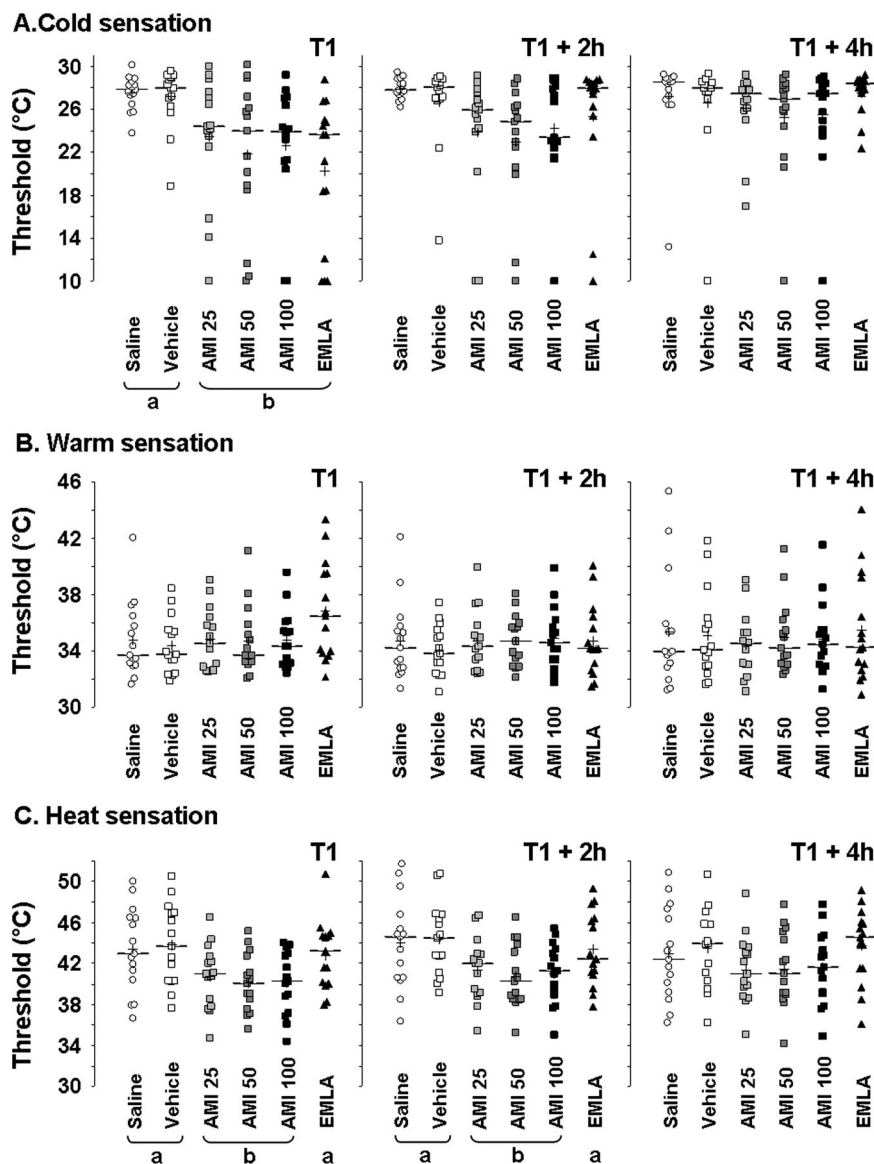 A.Cold sensation
T1
T1 + 2h
T1 + 4h
Threshold (°C)
30
26
22
18
14
10
Saline
Vehicle
AMI 25
AMI 50
AMI 100
EMLA
Saline
Vehicle
AMI 25
AMI 50
AMI 100
EMLA
Saline
Vehicle
AMI 25
AMI 50
AMI 100
EMLA
a
b
B. Warm sensation
T1
T1 + 2h
T1 + 4h
Threshold (°C)
46
42
38
34
30
Saline
Vehicle
AMI 25
AMI 50
AMI 100
EMLA
Saline
Vehicle
AMI 25
AMI 50
AMI 100
EMLA
Saline
Vehicle
AMI 25
AMI 50
AMI 100
EMLA
C. Heat sensation
T1
T1 + 2h
T1 + 4h
Threshold (°C)
50
46
42
38
34
30
Saline
Vehicle
AMI 25
AMI 50
AMI 100
EMLA
Saline
Vehicle
AMI 25
AMI 50
AMI 100
EMLA
Saline
Vehicle
AMI 25
AMI 50
AMI 100
EMLA
a
b
a
a
b
a